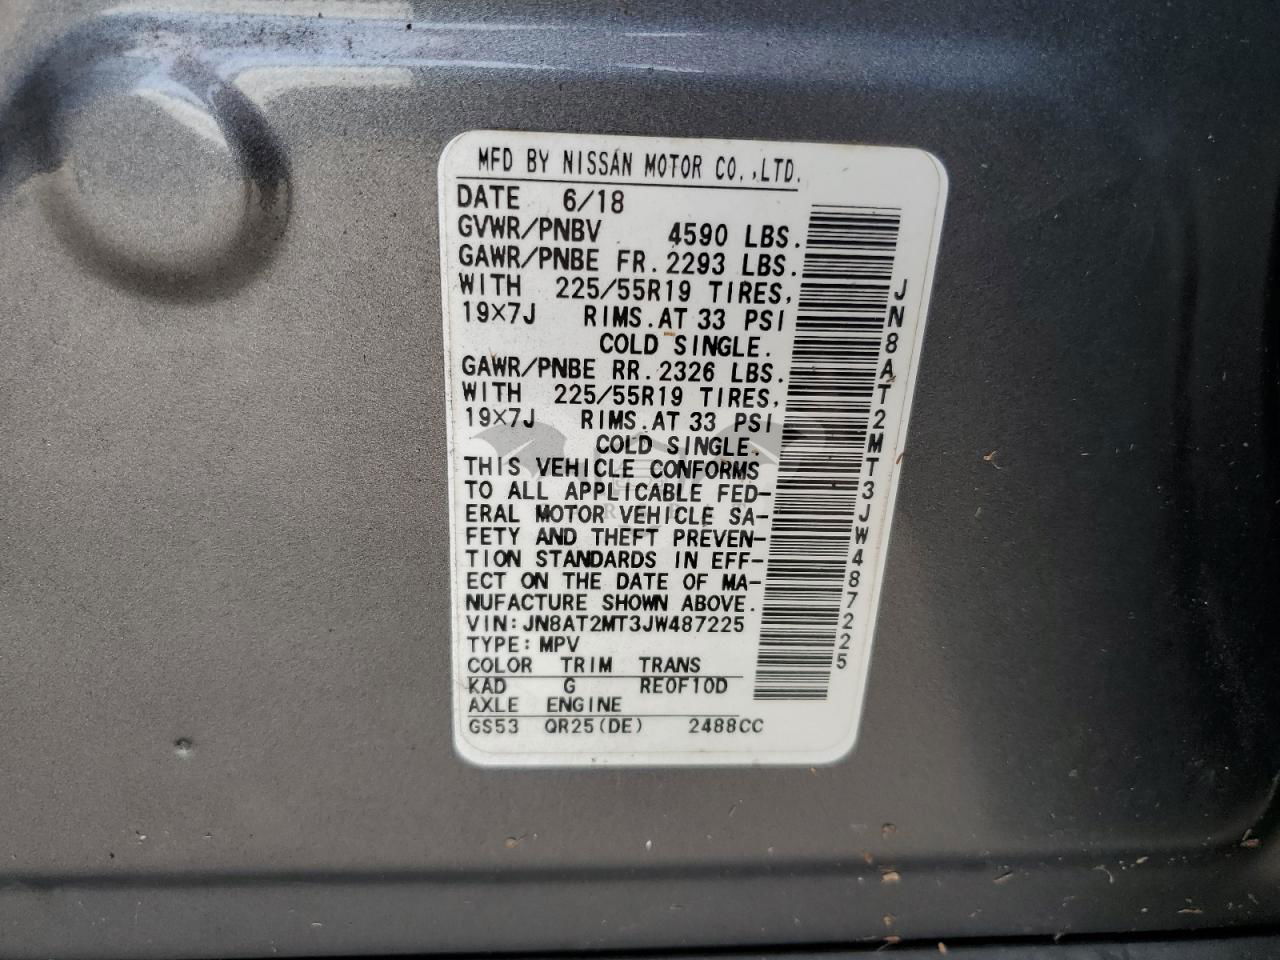 MFD BY NISSAN MOTOR CO.,LTD.
DATE 6/18
GVWR/PNBV 4590 LBS.
GAWR/PNBE FR. 2293 LBS.
WITH 225/55R19 TIRES,
19×7J RIMS. AT 33 PSI
COLD SINGLE.
GAWR/PNBE RR. 2326 LBS.
WITH 225/55R19 TIRES,
19×7J RIMS. AT 33 PSI
COLD SINGLE.
THIS VEHICLE CONFORMS
TO ALL APPLICABLE FED-
ERAL MOTOR VEHICLE SA-
FETY AND THEFT PREVEN-
TION STANDARDS IN EFF-
ECT ON THE DATE OF MA-
NUFACTURE SHOWN ABOVE.
VIN: JN8AT2MT3JW487225
TYPE: MPV
COLOR TRIM TRANS
KAD G RE0F10D
AXLE ENGINE
GS53 QR25(DE) 2488CC
JN8AT2MT3JW487225